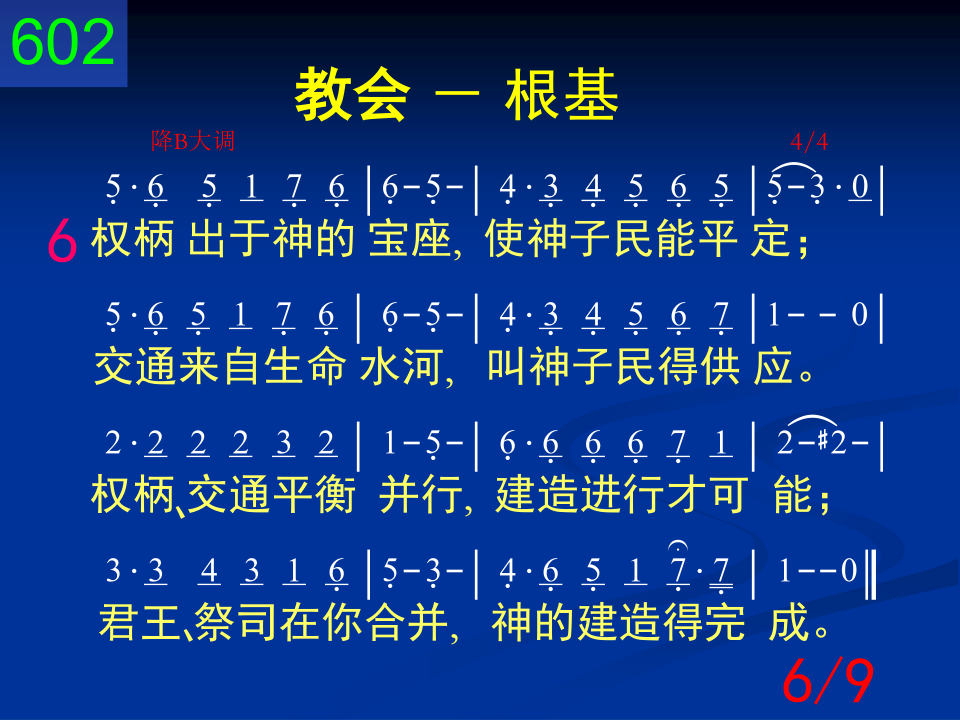 602
教会 － 根基
降B大调 4/4
5·6 5 1 7 6 |6-5-| 4·3 4 5 6 5 |5-3·0|
6 权柄 出于神的 宝座, 使神子民能平 定；
5·6 5 1 7 6 | 6-5-| 4·3 4 5 6 7 |1-- 0|
交通来自生命 水河, 叫神子民得供 应。
2·2 2 2 3 2 | 1-5-| 6·6 6 6 7 1 | 2-#2-|
权柄、交通平衡 并行, 建造进行才可 能；
3·3 4 3 1 6 |5-3-| 4·6 5 1 7·7 | 1--0‖
君王、祭司在你合并, 神的建造得完 成。
6/9